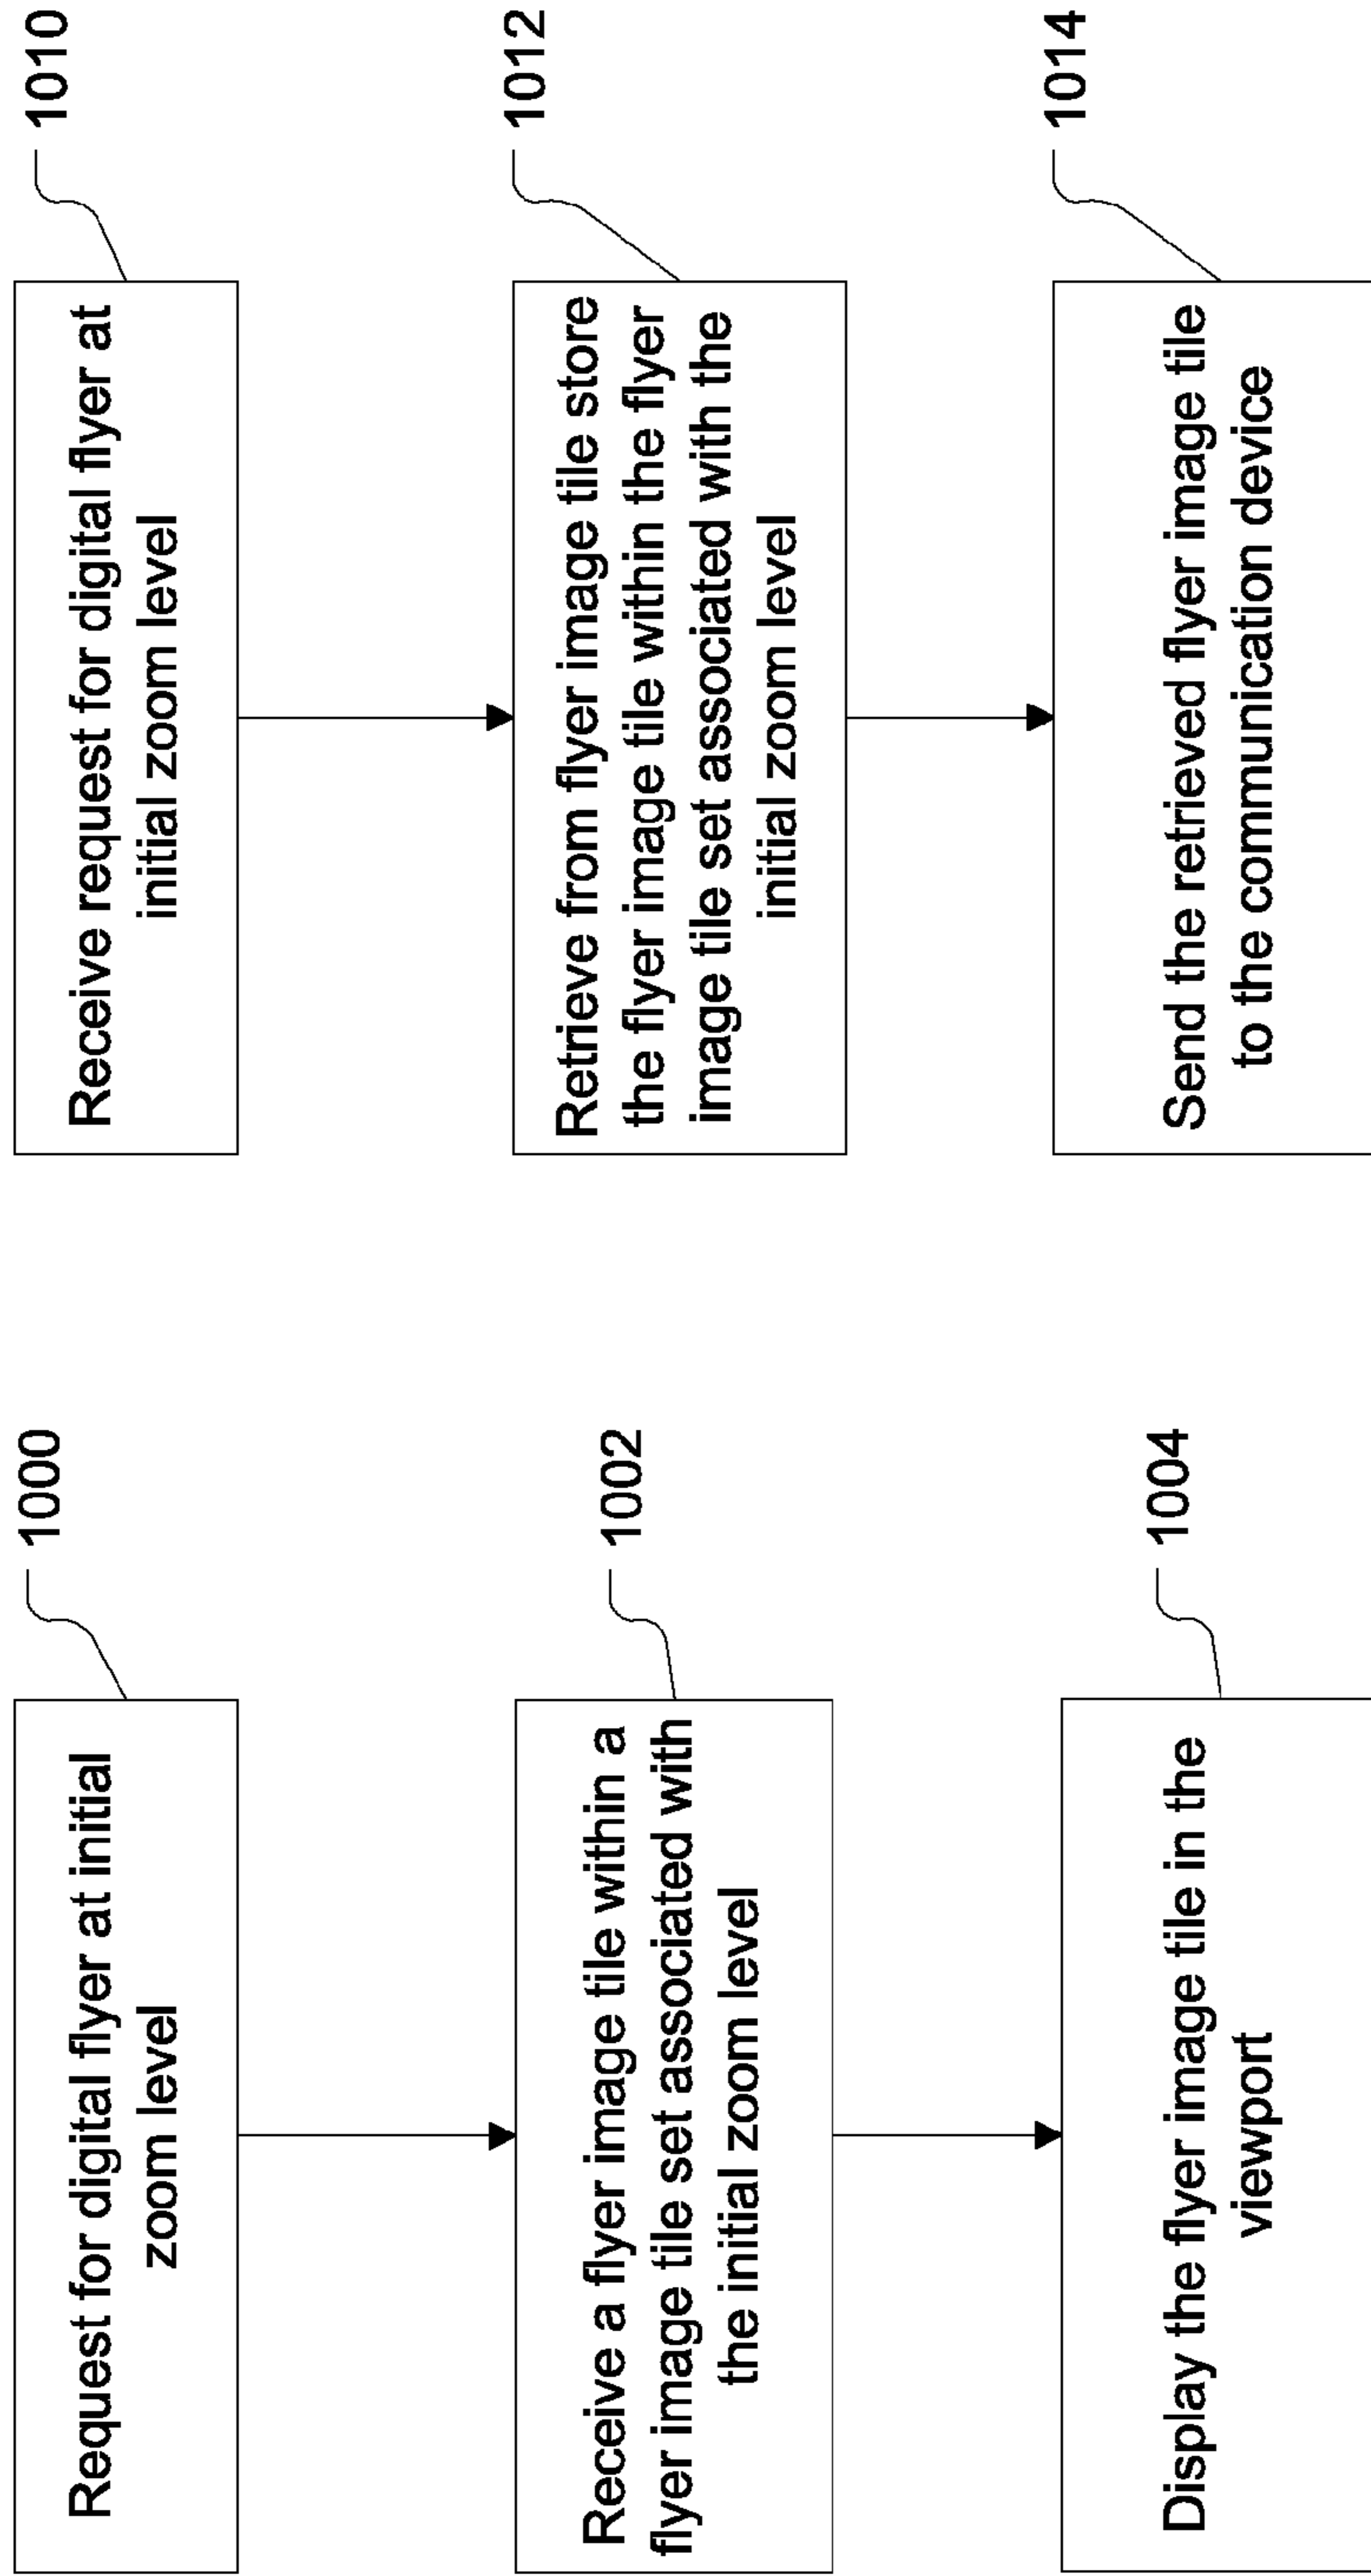 1000
Request for digital flyer at initial
zoom level
1002
Receive a flyer image tile within a
flyer image tile set associated with
the initial zoom level
1004
Display the flyer image tile in the
viewport
1010
Receive request for digital flyer at
initial zoom level
1012
Retrieve from flyer image tile store
the flyer image tile within the flyer
image tile set associated with the
initial zoom level
1014
Send the retrieved flyer image tile
to the communication device